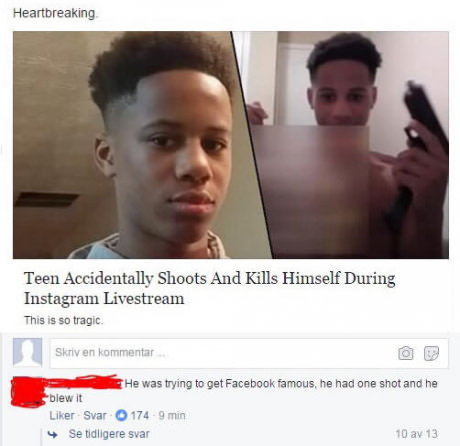 Heartbreaking.
Teen Accidentally Shoots And Kills Himself During
Instagram Livestream
This is so tragic.
Skriv en kommentar ...
He was trying to get Facebook famous, he had one shot and he
blew it
Liker · Svar · 174 · 9 min
Se tidligere svar
10 av 13